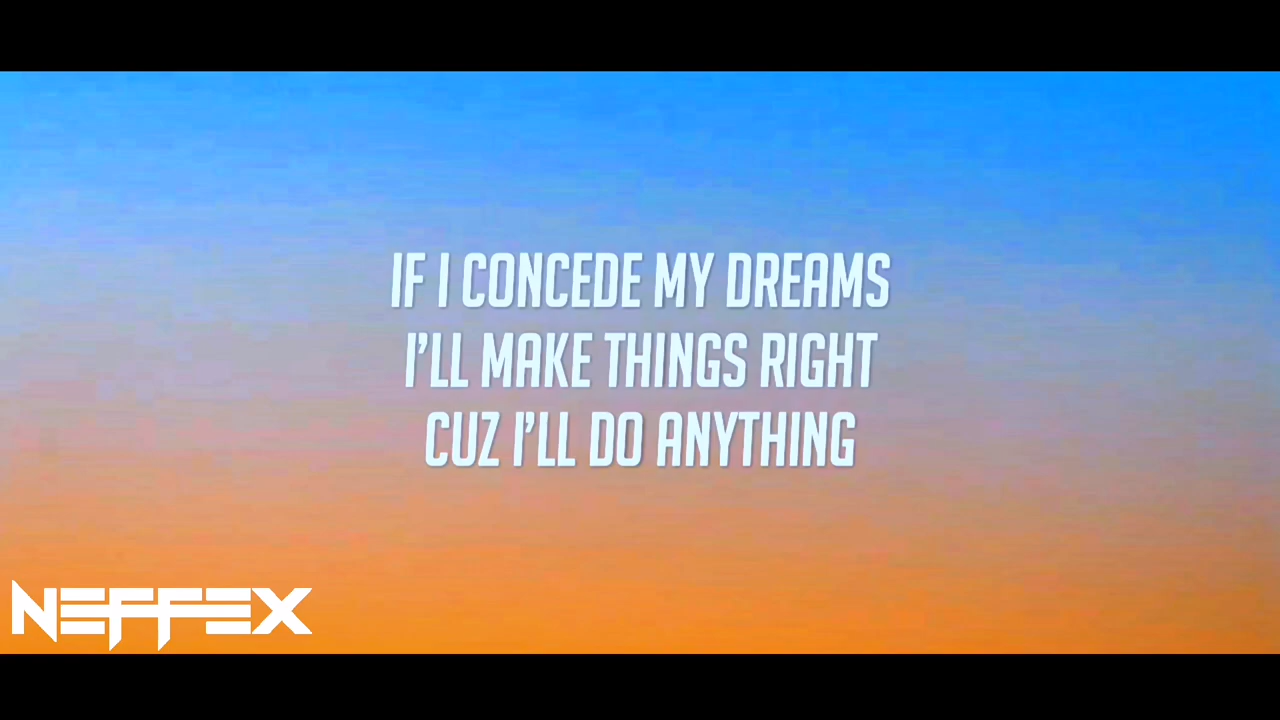 IF I CONCEDE MY DREAMS
I'LL MAKE THINGS RIGHT
CUZ I'LL DO ANYTHING
NEFFEX